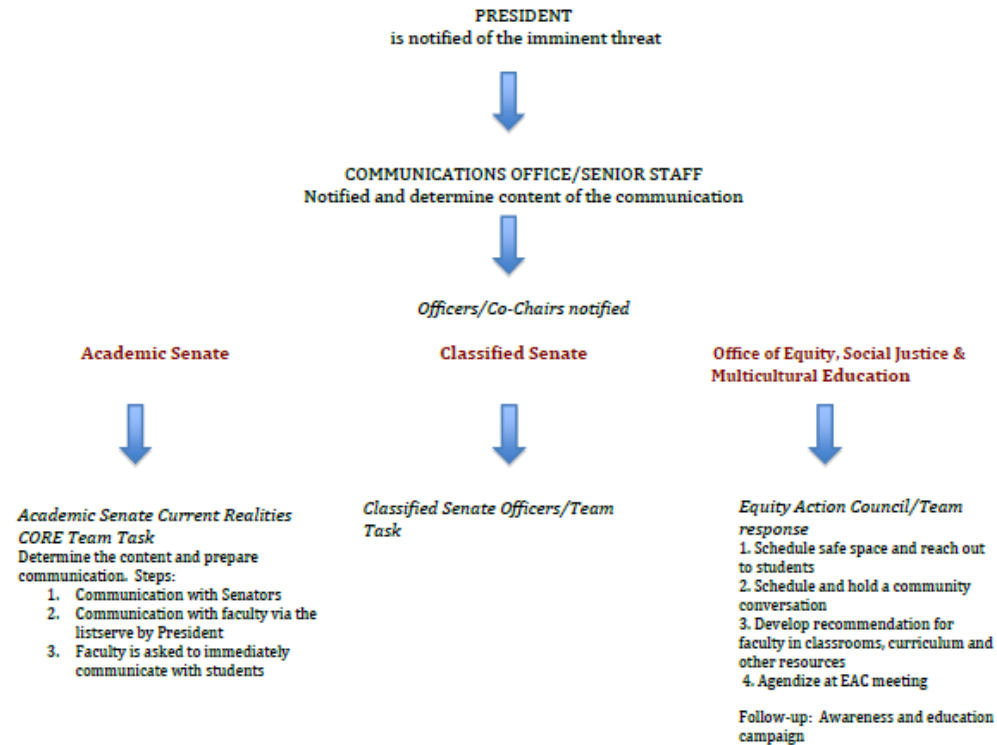 PRESIDENT
is notified of the imminent threat
COMMUNICATIONS OFFICE/SENIOR STAFF
Notified and determine content of the communication
Officers/Co-Chairs notified
Academic Senate
Classified Senate
Office of Equity, Social Justice &
Multicultural Education
Academic Senate Current Realities
CORE Team Task
Determine the content and prepare
communication. Steps:
1. Communication with Senators
2. Communication with faculty via the
listserve by President
3. Faculty is asked to immediately
communicate with students
Classified Senate Officers/Team
Task
Equity Action Council/Team
response
1. Schedule safe space and reach out
to students
2. Schedule and hold a community
conversation
3. Develop recommendation for
faculty in classrooms, curriculum and
other resources
4. Agendize at EAC meeting
Follow-up: Awareness and education
campaign